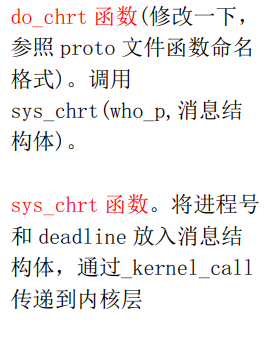 do_chrt 函数(修改一下，
参照 proto 文件函数命名
格式)。调用
sys_chrt(who_p,消息结
构体)。
sys_chrt 函数。将进程号
和 deadline 放入消息结
构体，通过_kernel_call
传递到内核层